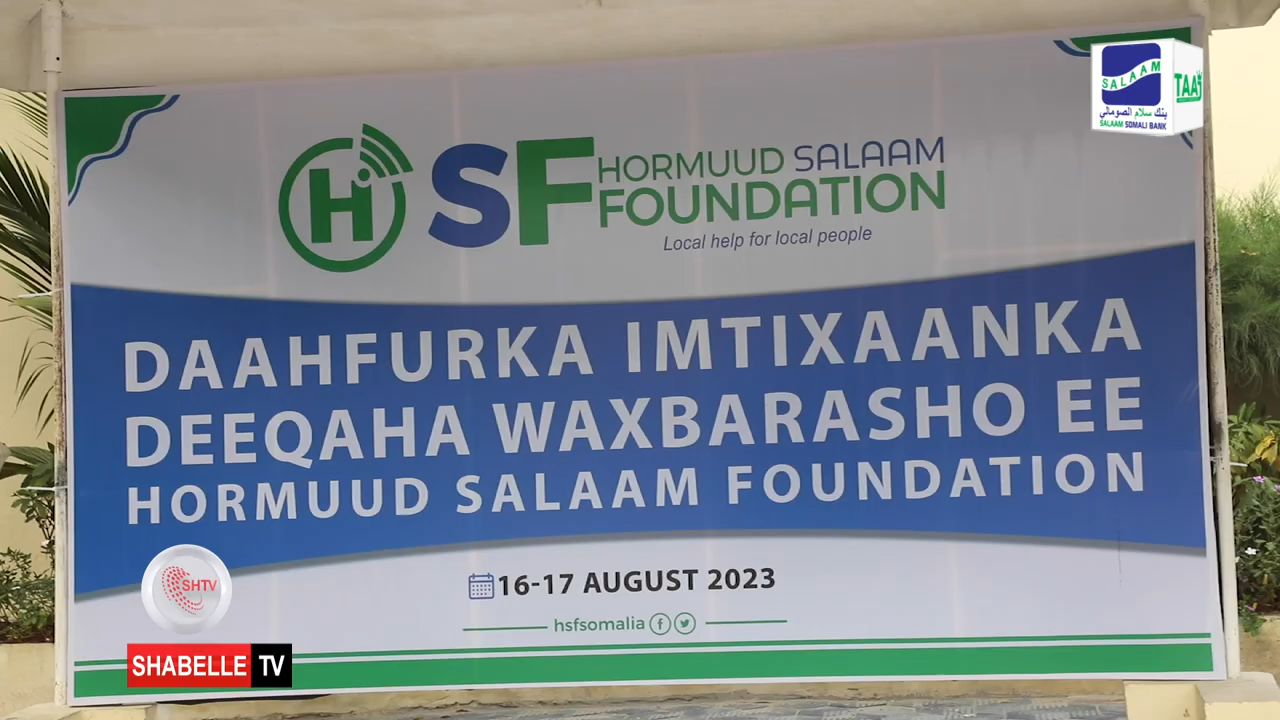 SALAAM
بنك سلام الصومالي
SALAAM SOMALI BANK
TAAJ
H
SF
HORMUUD SALAAM
FOUNDATION
Local help for local people
DAAHFURKA IMTIXAANKA
DEEQAHA WAXBARASHO EE
HORMUUD SALAAM FOUNDATION
16-17 AUGUST 2023
hsfsomalia
SHTV
SHABELLE TV